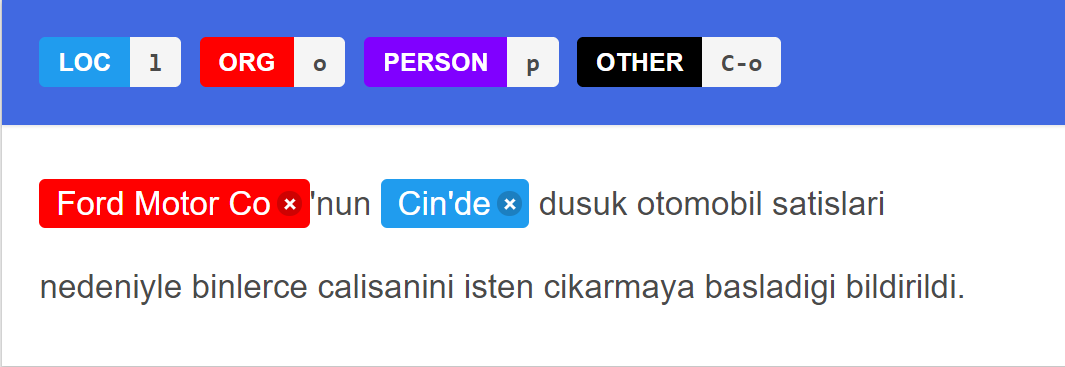 LOC l ORG o PERSON p OTHER C-o
Ford Motor Co 'nun Cin'de dusuk otomobil satislari
nedeniyle binlerce calisanini isten cikarmaya basladigi bildirildi.